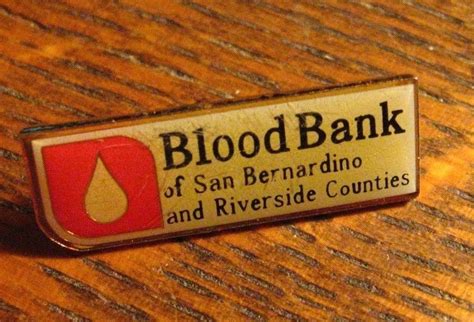 Blood Bank
of San Bernardino
and Riverside Counties